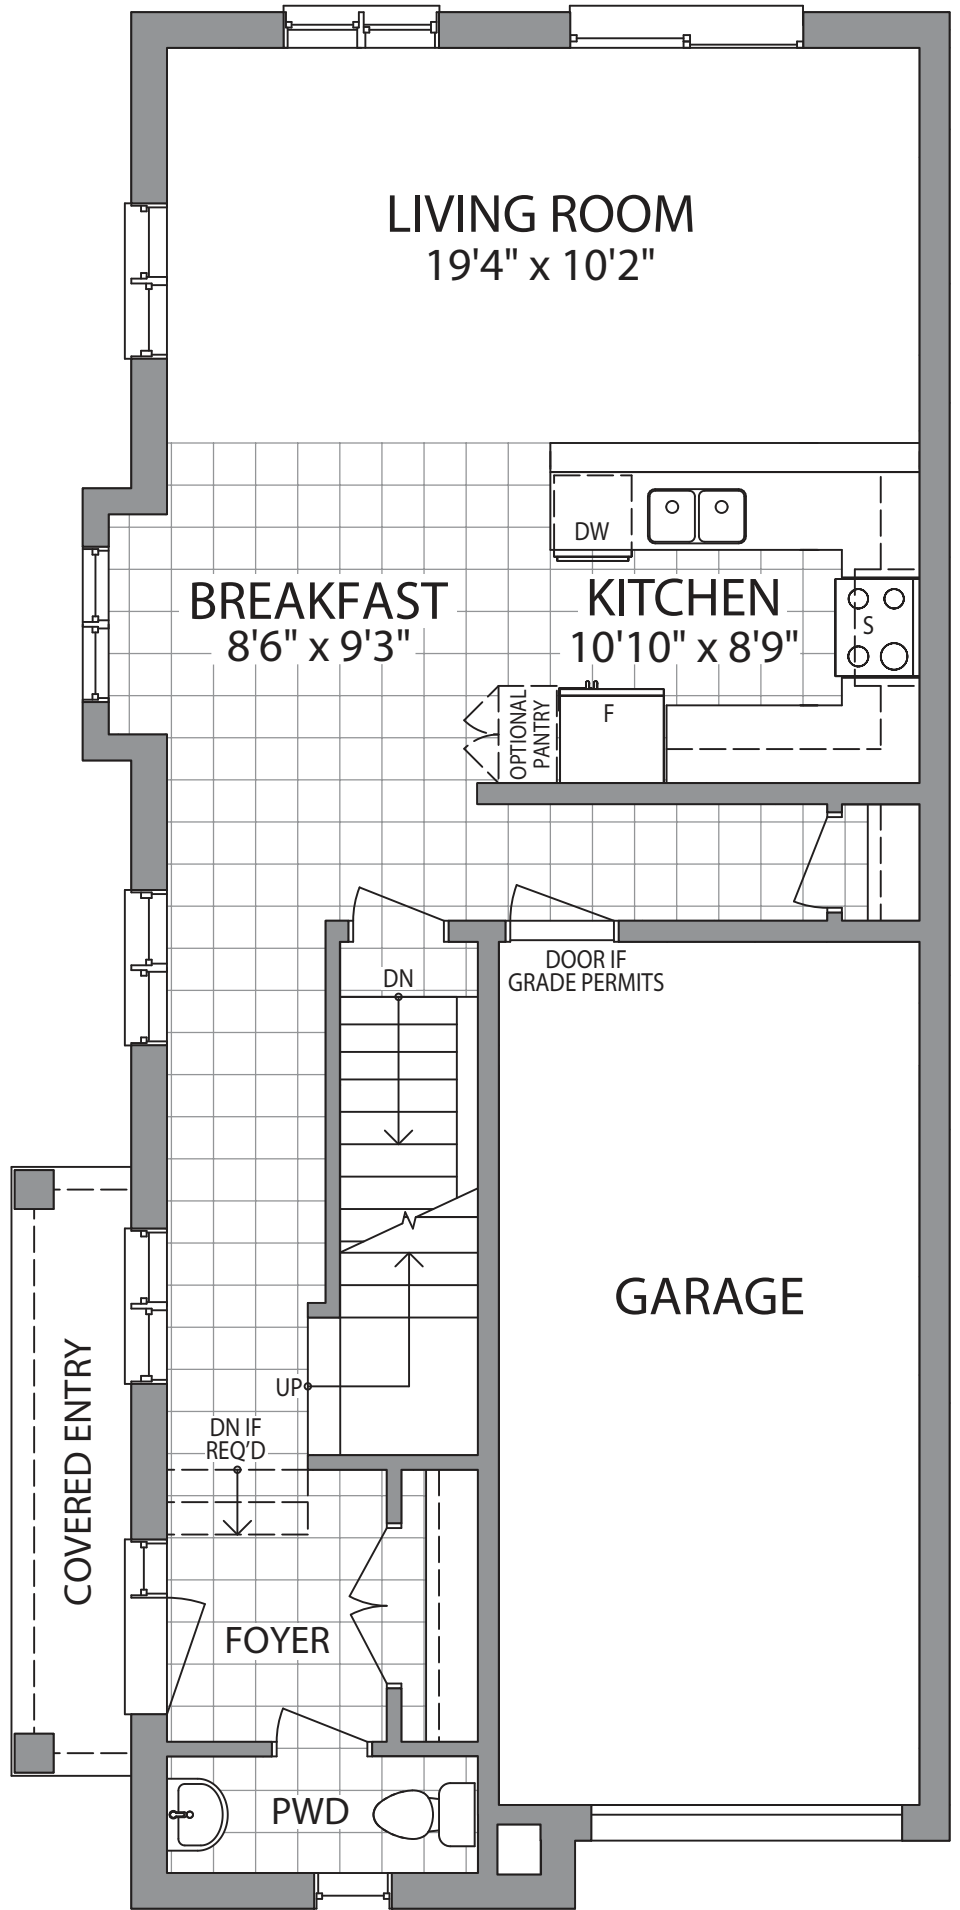 LIVING ROOM
19'4" x 10'2"
DW
BREAKFAST
8'6" x 9'3"
KITCHEN
10'10" x 8'9"
S
OPTIONAL
PANTRY
F
DOOR IF
GRADE PERMITS
DN
GARAGE
COVERED ENTRY
UP
DN IF
REQ’D
FOYER
PWD